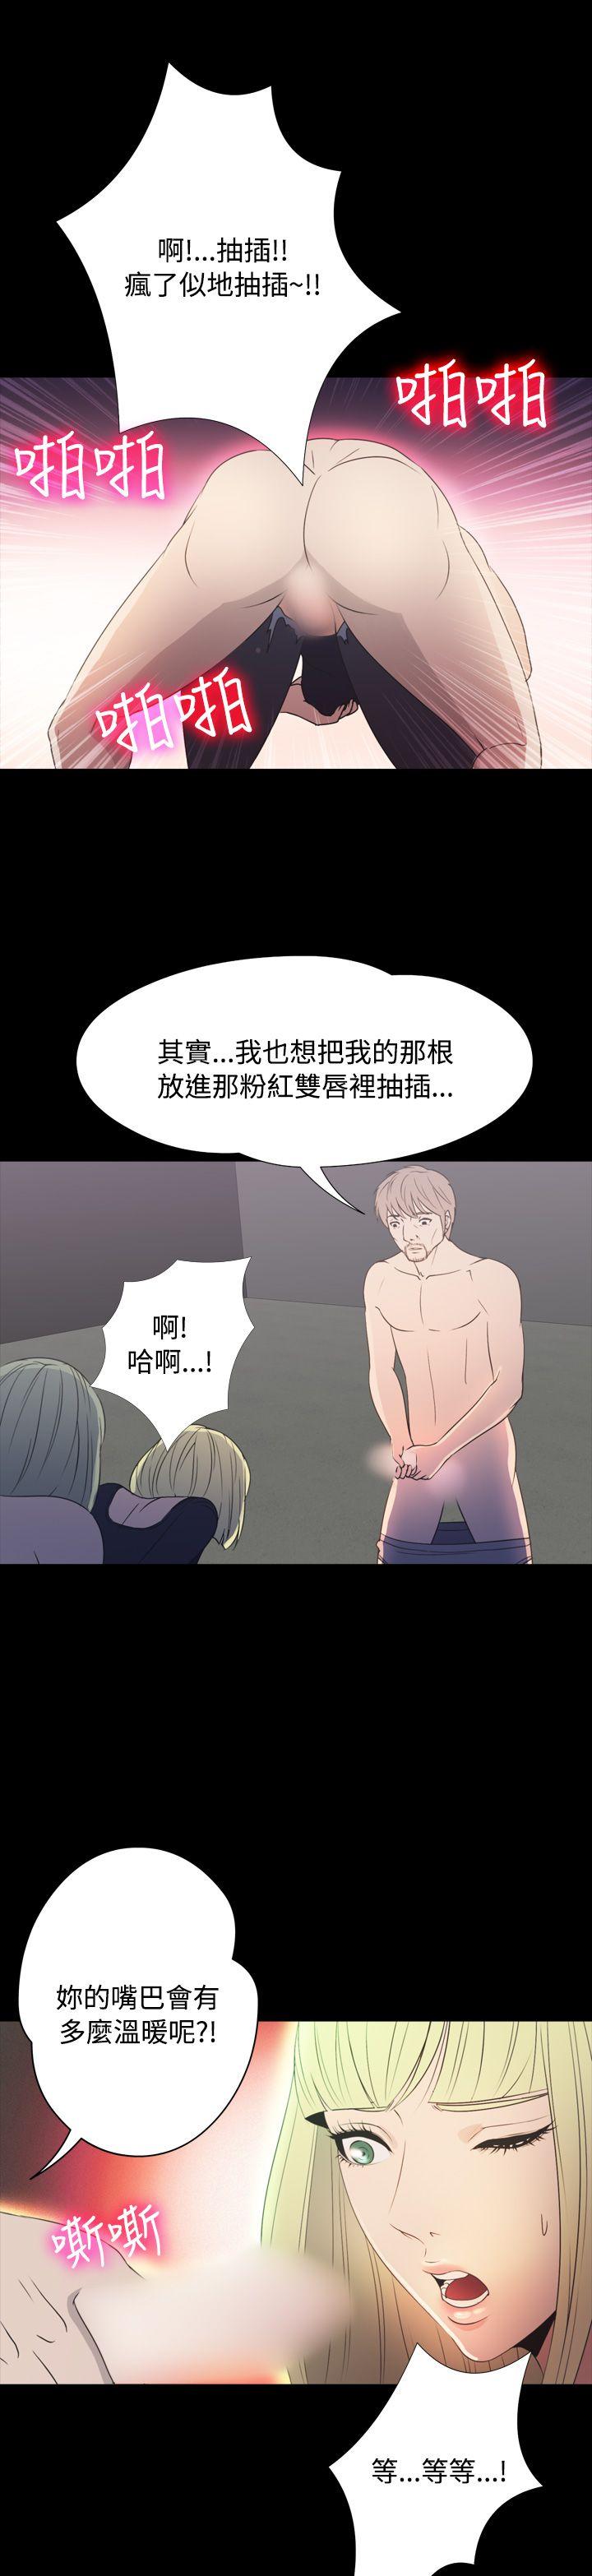 啊!...抽插!!
瘋了似地抽插~!!
啪啪
啪啪
啪啪
其實...我也想把我的那根
放進那粉紅雙唇裡抽插...
啊!
哈啊...!
妳的嘴巴會有
多麼溫暖呢?!
嘶嘶
等...等等...!